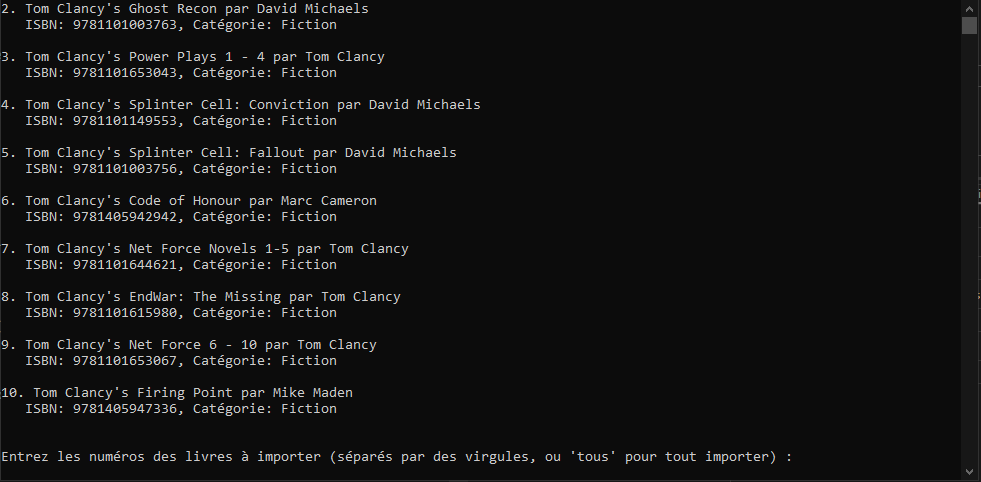 2. Tom Clancy's Ghost Recon par David Michaels
ISBN: 9781101003763, Catégorie: Fiction
3. Tom Clancy's Power Plays 1 - 4 par Tom Clancy
ISBN: 9781101653043, Catégorie: Fiction
4. Tom Clancy's Splinter Cell: Conviction par David Michaels
ISBN: 9781101149553, Catégorie: Fiction
5. Tom Clancy's Splinter Cell: Fallout par David Michaels
ISBN: 9781101003756, Catégorie: Fiction
6. Tom Clancy's Code of Honour par Marc Cameron
ISBN: 9781405942942, Catégorie: Fiction
7. Tom Clancy's Net Force Novels 1-5 par Tom Clancy
ISBN: 9781101644621, Catégorie: Fiction
8. Tom Clancy's EndWar: The Missing par Tom Clancy
ISBN: 9781101615980, Catégorie: Fiction
9. Tom Clancy's Net Force 6 - 10 par Tom Clancy
ISBN: 9781101653067, Catégorie: Fiction
10. Tom Clancy's Firing Point par Mike Maden
ISBN: 9781405947336, Catégorie: Fiction
Entrez les numéros des livres à importer (séparés par des virgules, ou 'tous' pour tout importer) :